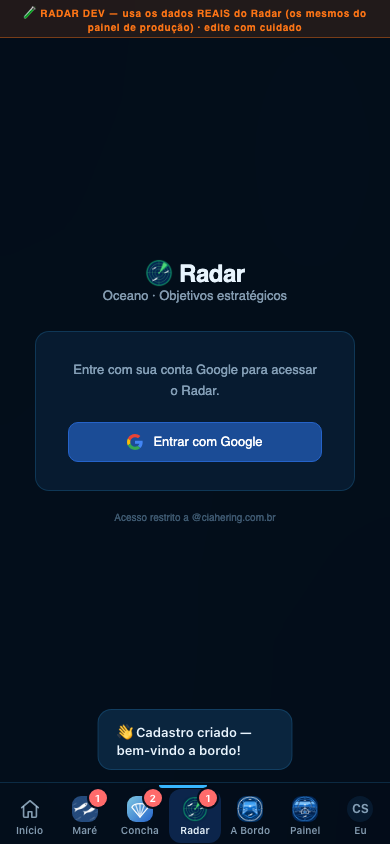 RADAR DEV — usa os dados REAIS do Radar (os mesmos do
painel de produção) · edite com cuidado
Radar
Oceano · Objetivos estratégicos
Entre com sua conta Google para acessar
o Radar.
Entrar com Google
Acesso restrito a @ciahering.com.br
👋 Cadastro criado —
bem-vindo a bordo!
1 2 1 CS
Início Maré Concha Radar A Bordo Painel Eu